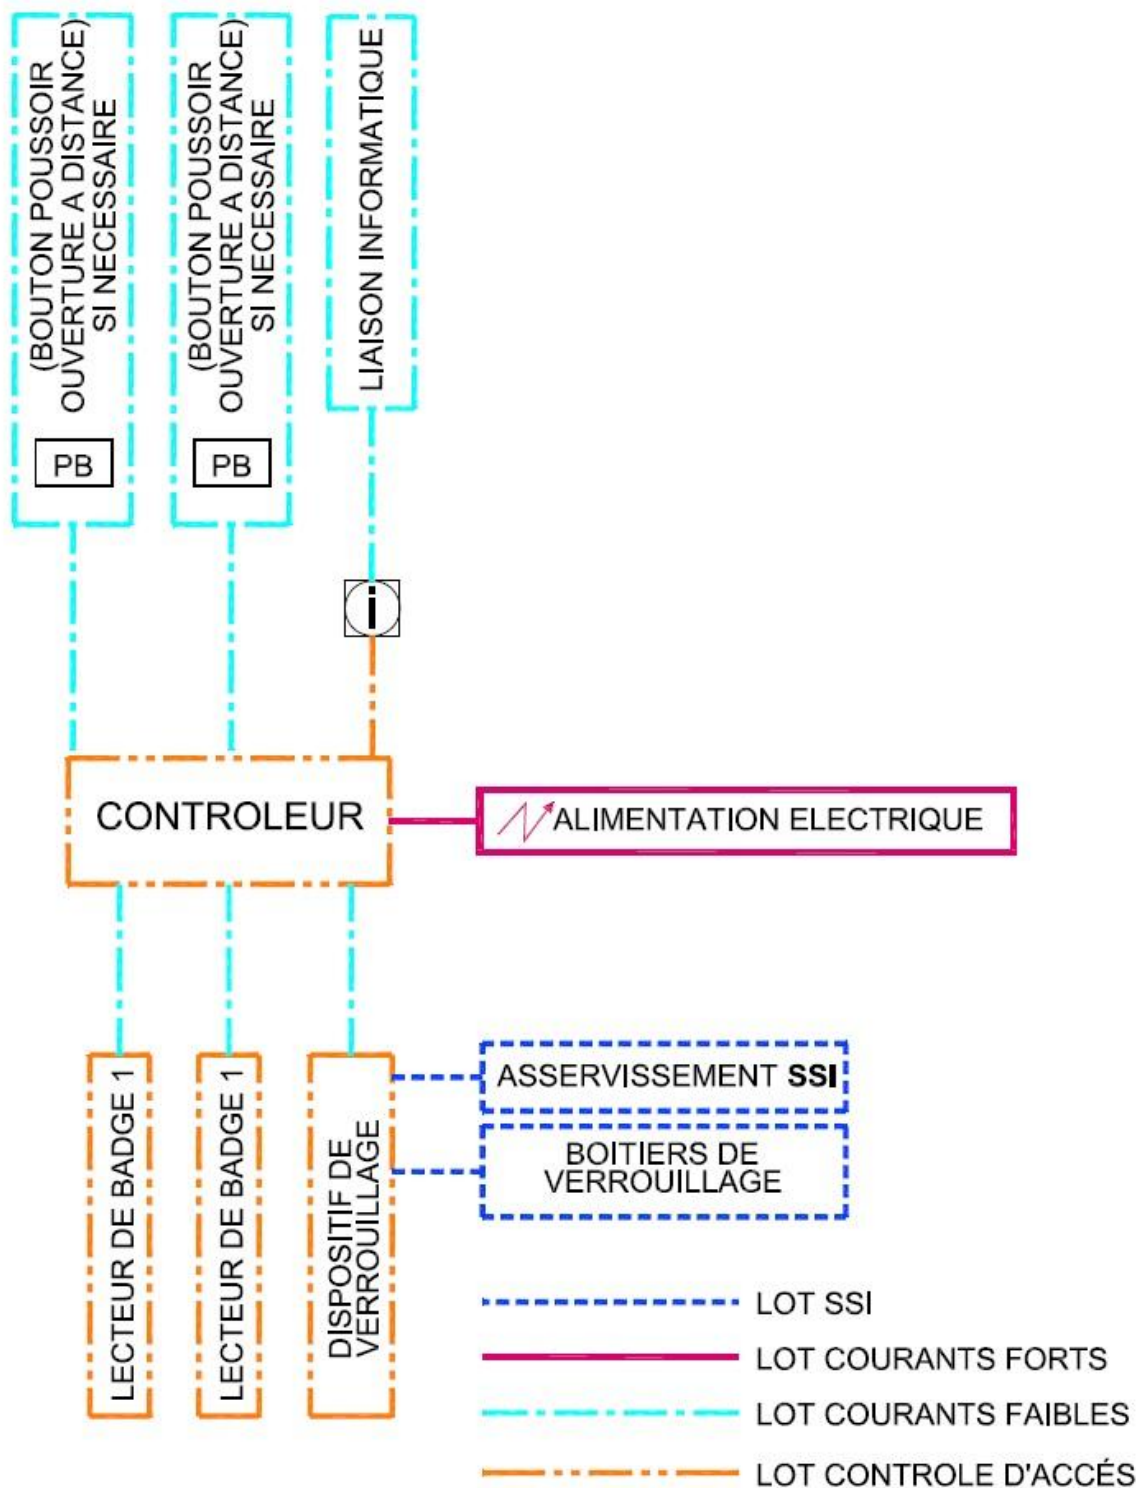 (BOUTON POUSSOIR
OUVERTURE A DISTANCE)
SI NECESSAIRE
PB
(BOUTON POUSSOIR
OUVERTURE A DISTANCE)
SI NECESSAIRE
PB
LIAISON INFORMATIQUE
i
CONTROLEUR
ALIMENTATION ELECTRIQUE
LECTEUR DE BADGE 1
LECTEUR DE BADGE 1
DISPOSITIF DE
VERROUILLAGE
ASSERVISSEMENT SSI
BOITIERS DE
VERROUILLAGE
LOT SSI
LOT COURANTS FORTS
LOT COURANTS FAIBLES
LOT CONTROLE D'ACCÉS